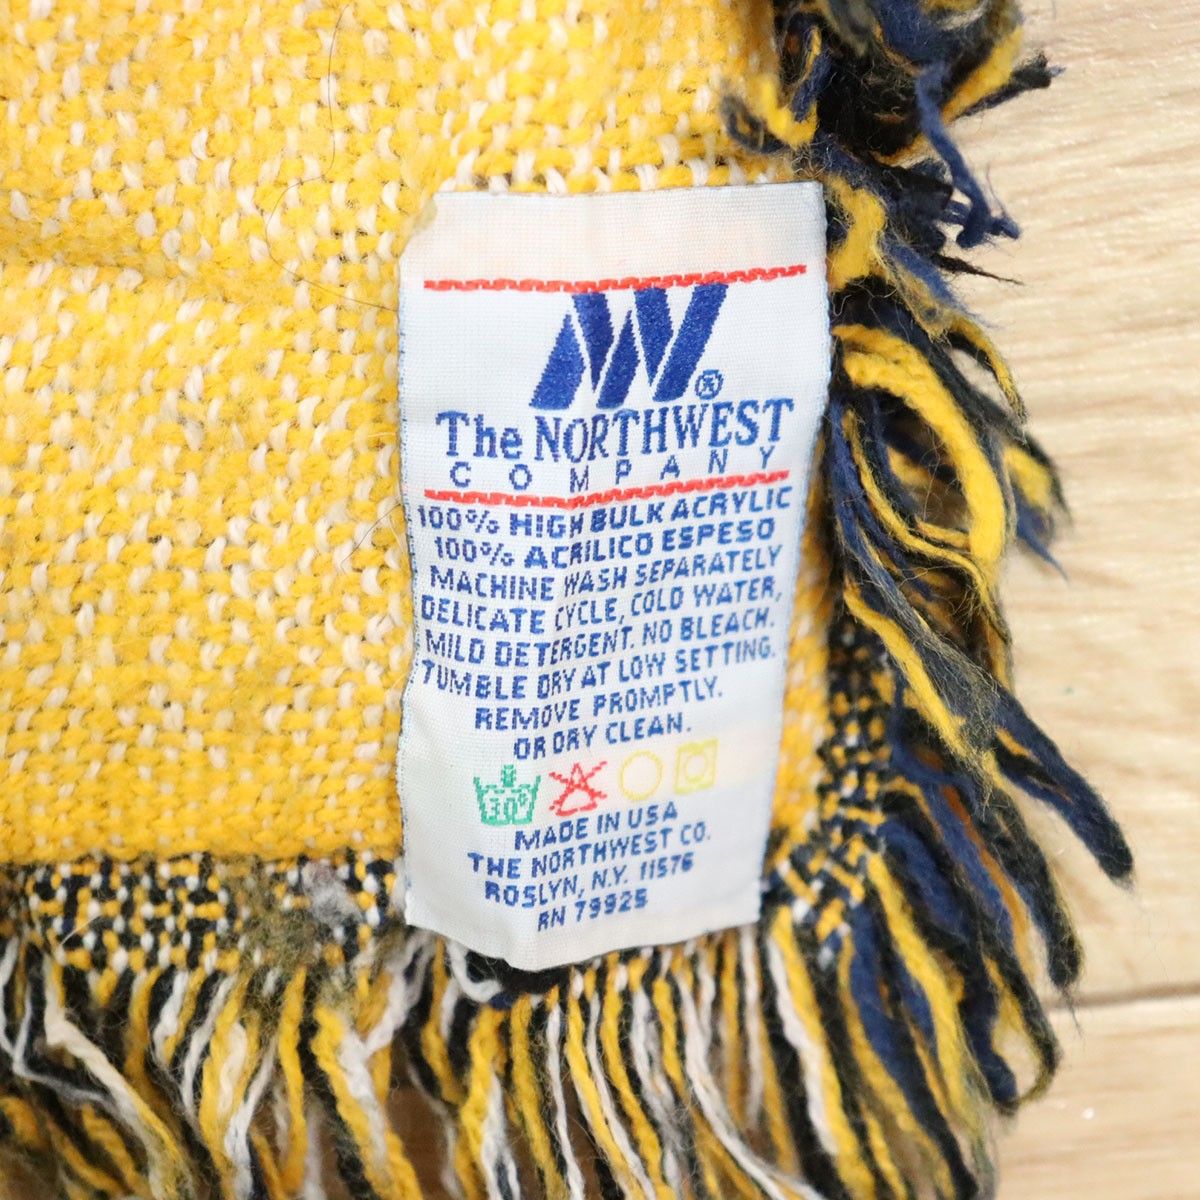 ®
The NORTHWEST
COMPANY
100% HIGH BULK ACRYLIC
100% ACRILICO ESPESO
MACHINE WASH SEPARATELY
DELICATE CYCLE, COLD WATER,
MILD DETERGENT. NO BLEACH.
TUMBLE DRY AT LOW SETTING.
REMOVE PROMPTLY.
OR DRY CLEAN.
30°
MADE IN USA
THE NORTHWEST CO.
ROSLYN, N.Y. 11576
RN 79925